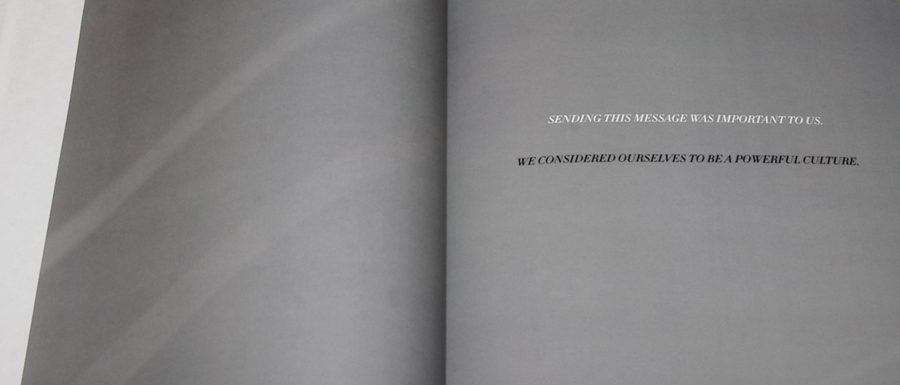 SENDING THIS MESSAGE WAS IMPORTANT TO US.
WE CONSIDERED OURSELVES TO BE A POWERFUL CULTURE.